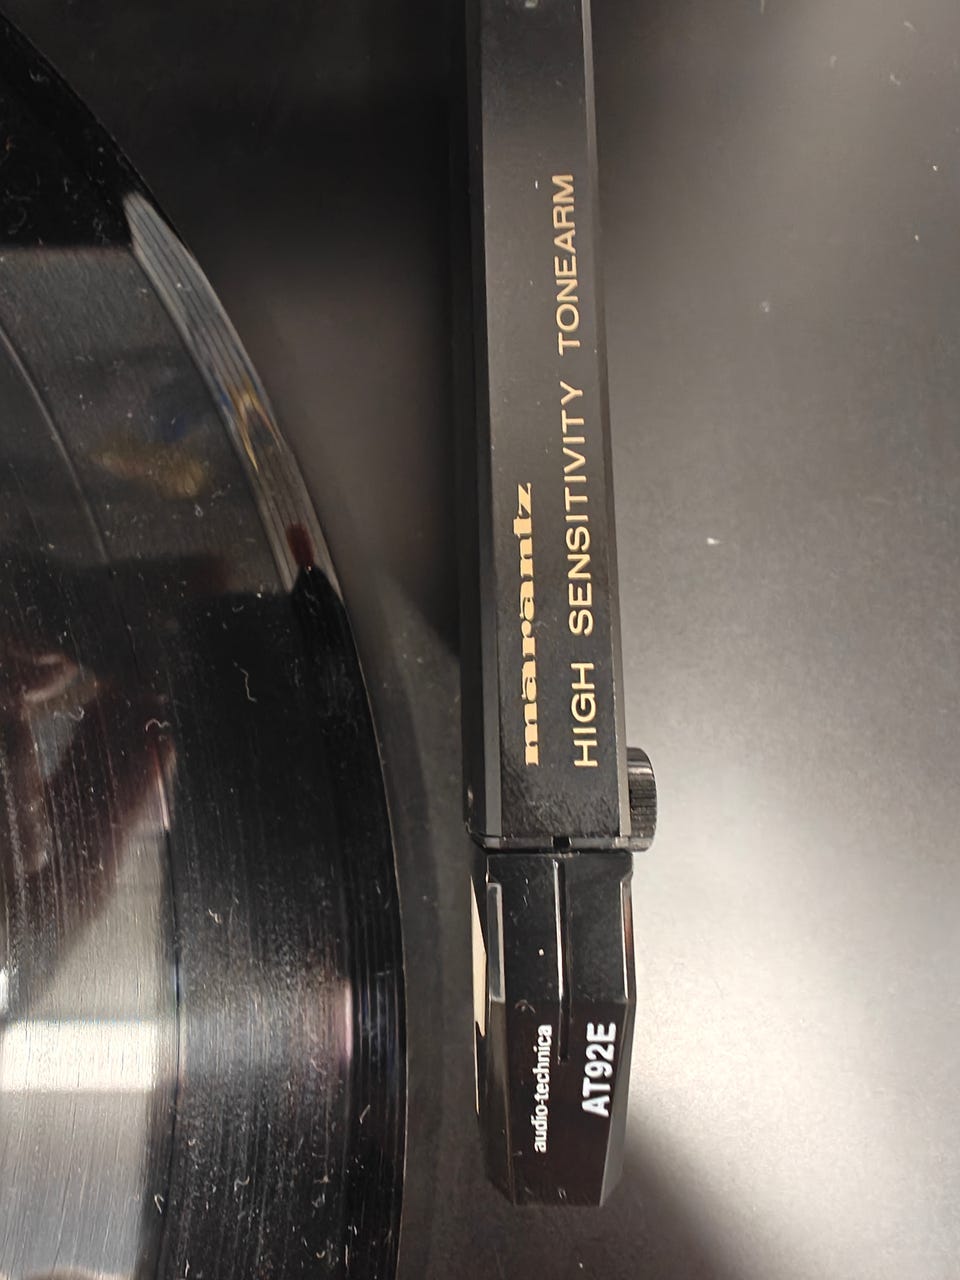 marantz
HIGH SENSITIVITY TONEARM
audio-technica
AT92E